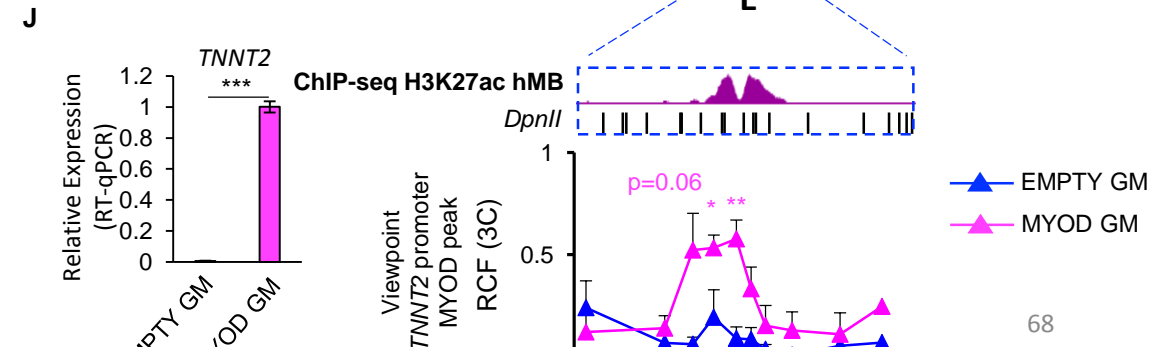 J
E
TNNT2
***
Relative Expression
(RT-qPCR)
1.2
1
0.8
0.6
0.4
0.2
0
GM
GM
ChIP-seq H3K27ac hMB
DpnII
Viewpoint
TNNT2 promoter
MYOD peak
RCF (3C)
1
0.5
p=0.06
* **
EMPTY GM
MYOD GM
68